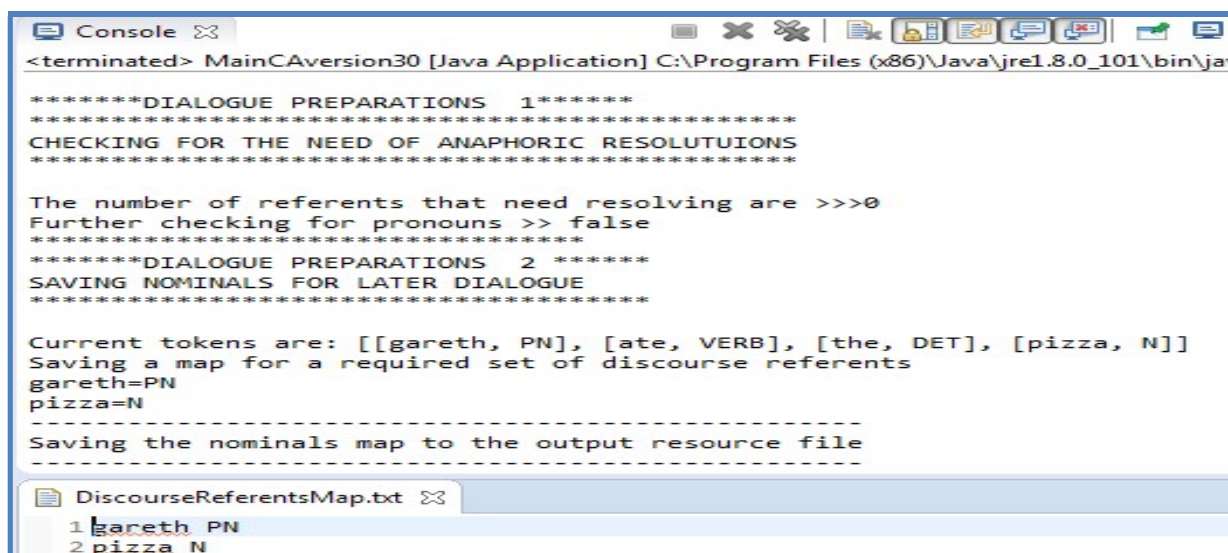 Console
<terminated> MainCAversion30 [Java Application] C:\Program Files (x86)\Java\jre1.8.0_101\bin\ja
*******DIALOGUE PREPARATIONS  1******
***********************************************
CHECKING FOR THE NEED OF ANAPHORIC RESOLUTUIONS
***********************************************
The number of referents that need resolving are >>>0
Further checking for pronouns >> false
**********************************
*******DIALOGUE PREPARATIONS  2 ******
SAVING NOMINALS FOR LATER DIALOGUE
**************************************
Current tokens are: [[gareth, PN], [ate, VERB], [the, DET], [pizza, N]]
Saving a map for a required set of discourse referents
gareth=PN
pizza=N
---------------------------------------------------
Saving the nominals map to the output resource file
---------------------------------------------------
DiscourseReferentsMap.txt
1 gareth PN
2 pizza N